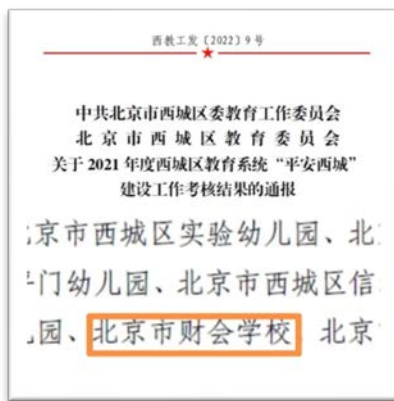 西教工发〔2022〕9号
中共北京市西城区委教育工作委员会
北京市西城区教育委员会
关于2021年度西城区教育系统“平安西城”
建设工作考核结果的通报
京市西城区实验幼儿园、北
门幼儿园、北京市西城区信
园、北京市财会学校 北京